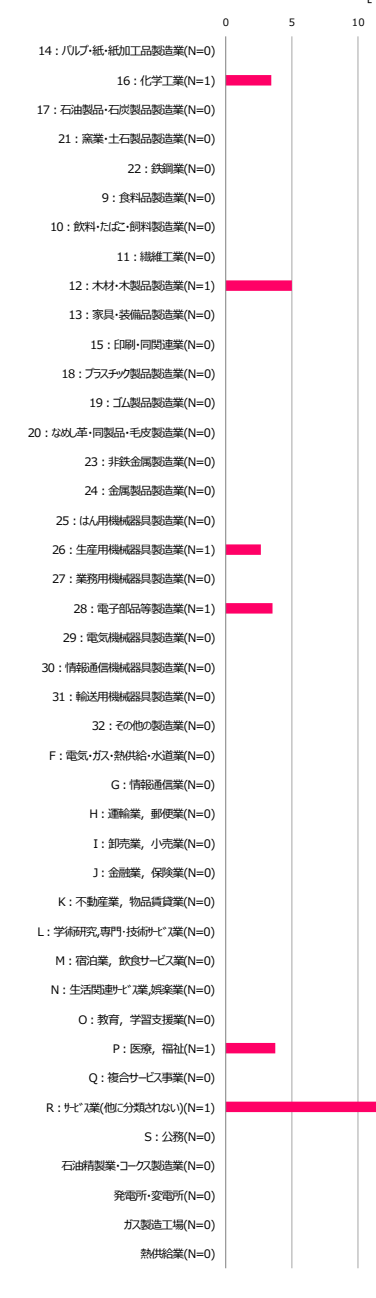 0 5 10
14：パルプ・紙・紙加工品製造業(N=0)
16：化学工業(N=1)
17：石油製品・石炭製品製造業(N=0)
21：窯業・土石製品製造業(N=0)
22：鉄鋼業(N=0)
9：食料品製造業(N=0)
10：飲料・たばこ・飼料製造業(N=0)
11：繊維工業(N=0)
12：木材・木製品製造業(N=1)
13：家具・装備品製造業(N=0)
15：印刷・同関連業(N=0)
18：プラスチック製品製造業(N=0)
19：ゴム製品製造業(N=0)
20：なめし革・同製品・毛皮製造業(N=0)
23：非鉄金属製造業(N=0)
24：金属製品製造業(N=0)
25：はん用機械器具製造業(N=0)
26：生産用機械器具製造業(N=1)
27：業務用機械器具製造業(N=0)
28：電子部品等製造業(N=1)
29：電気機械器具製造業(N=0)
30：情報通信機械器具製造業(N=0)
31：輸送用機械器具製造業(N=0)
32：その他の製造業(N=0)
F：電気・ガス・熱供給・水道業(N=0)
G：情報通信業(N=0)
H：運輸業，郵便業(N=0)
I：卸売業，小売業(N=0)
J：金融業，保険業(N=0)
K：不動産業，物品賃貸業(N=0)
L：学術研究,専門・技術ｻｰﾋﾞｽ業(N=0)
M：宿泊業，飲食サービス業(N=0)
N：生活関連ｻｰﾋﾞｽ業,娯楽業(N=0)
O：教育，学習支援業(N=0)
P：医療，福祉(N=1)
Q：複合サービス事業(N=0)
R：ｻｰﾋﾞｽ業(他に分類されない)(N=1)
S：公務(N=0)
石油精製業・コークス製造業(N=0)
発電所・変電所(N=0)
ガス製造工場(N=0)
熱供給業(N=0)